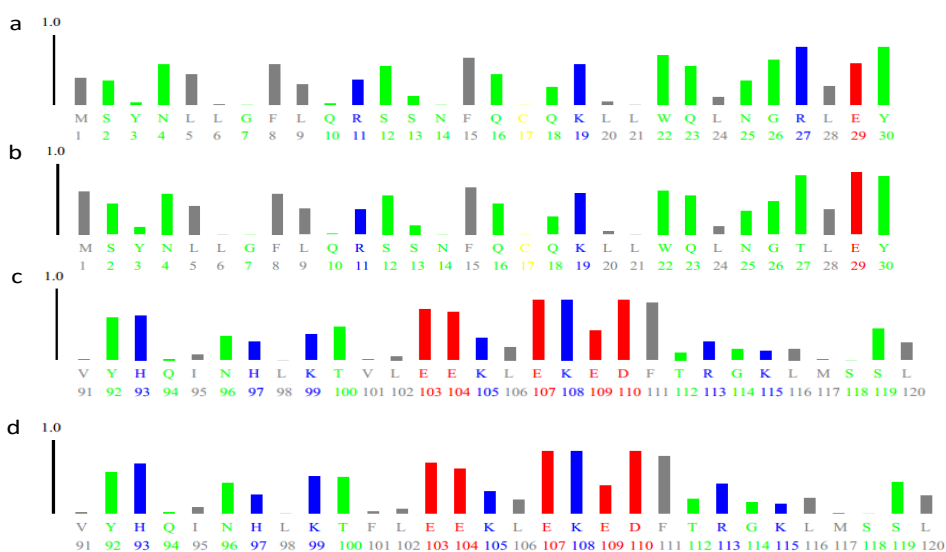 a
1.0
M S Y N L L G F L Q R S S N F Q C Q K L L W Q L N G R L E Y
1 2 3 4 5 6 7 8 9 10 11 12 13 14 15 16 17 18 19 20 21 22 23 24 25 26 27 28 29 30
b
1.0
M S Y N L L G F L Q R S S N F Q C Q K L L W Q L N G T L E Y
1 2 3 4 5 6 7 8 9 10 11 12 13 14 15 16 17 18 19 20 21 22 23 24 25 26 27 28 29 30
c
1.0
V Y H Q I N H L K T V L E E K L E K E D F T R G K L M S S L
91 92 93 94 95 96 97 98 99 100 101 102 103 104 105 106 107 108 109 110 111 112 113 114 115 116 117 118 119 120
d
1.0
V Y H Q I N H L K T F L E E K L E K E D F T R G K L M S S L
91 92 93 94 95 96 97 98 99 100 101 102 103 104 105 106 107 108 109 110 111 112 113 114 115 116 117 118 119 120